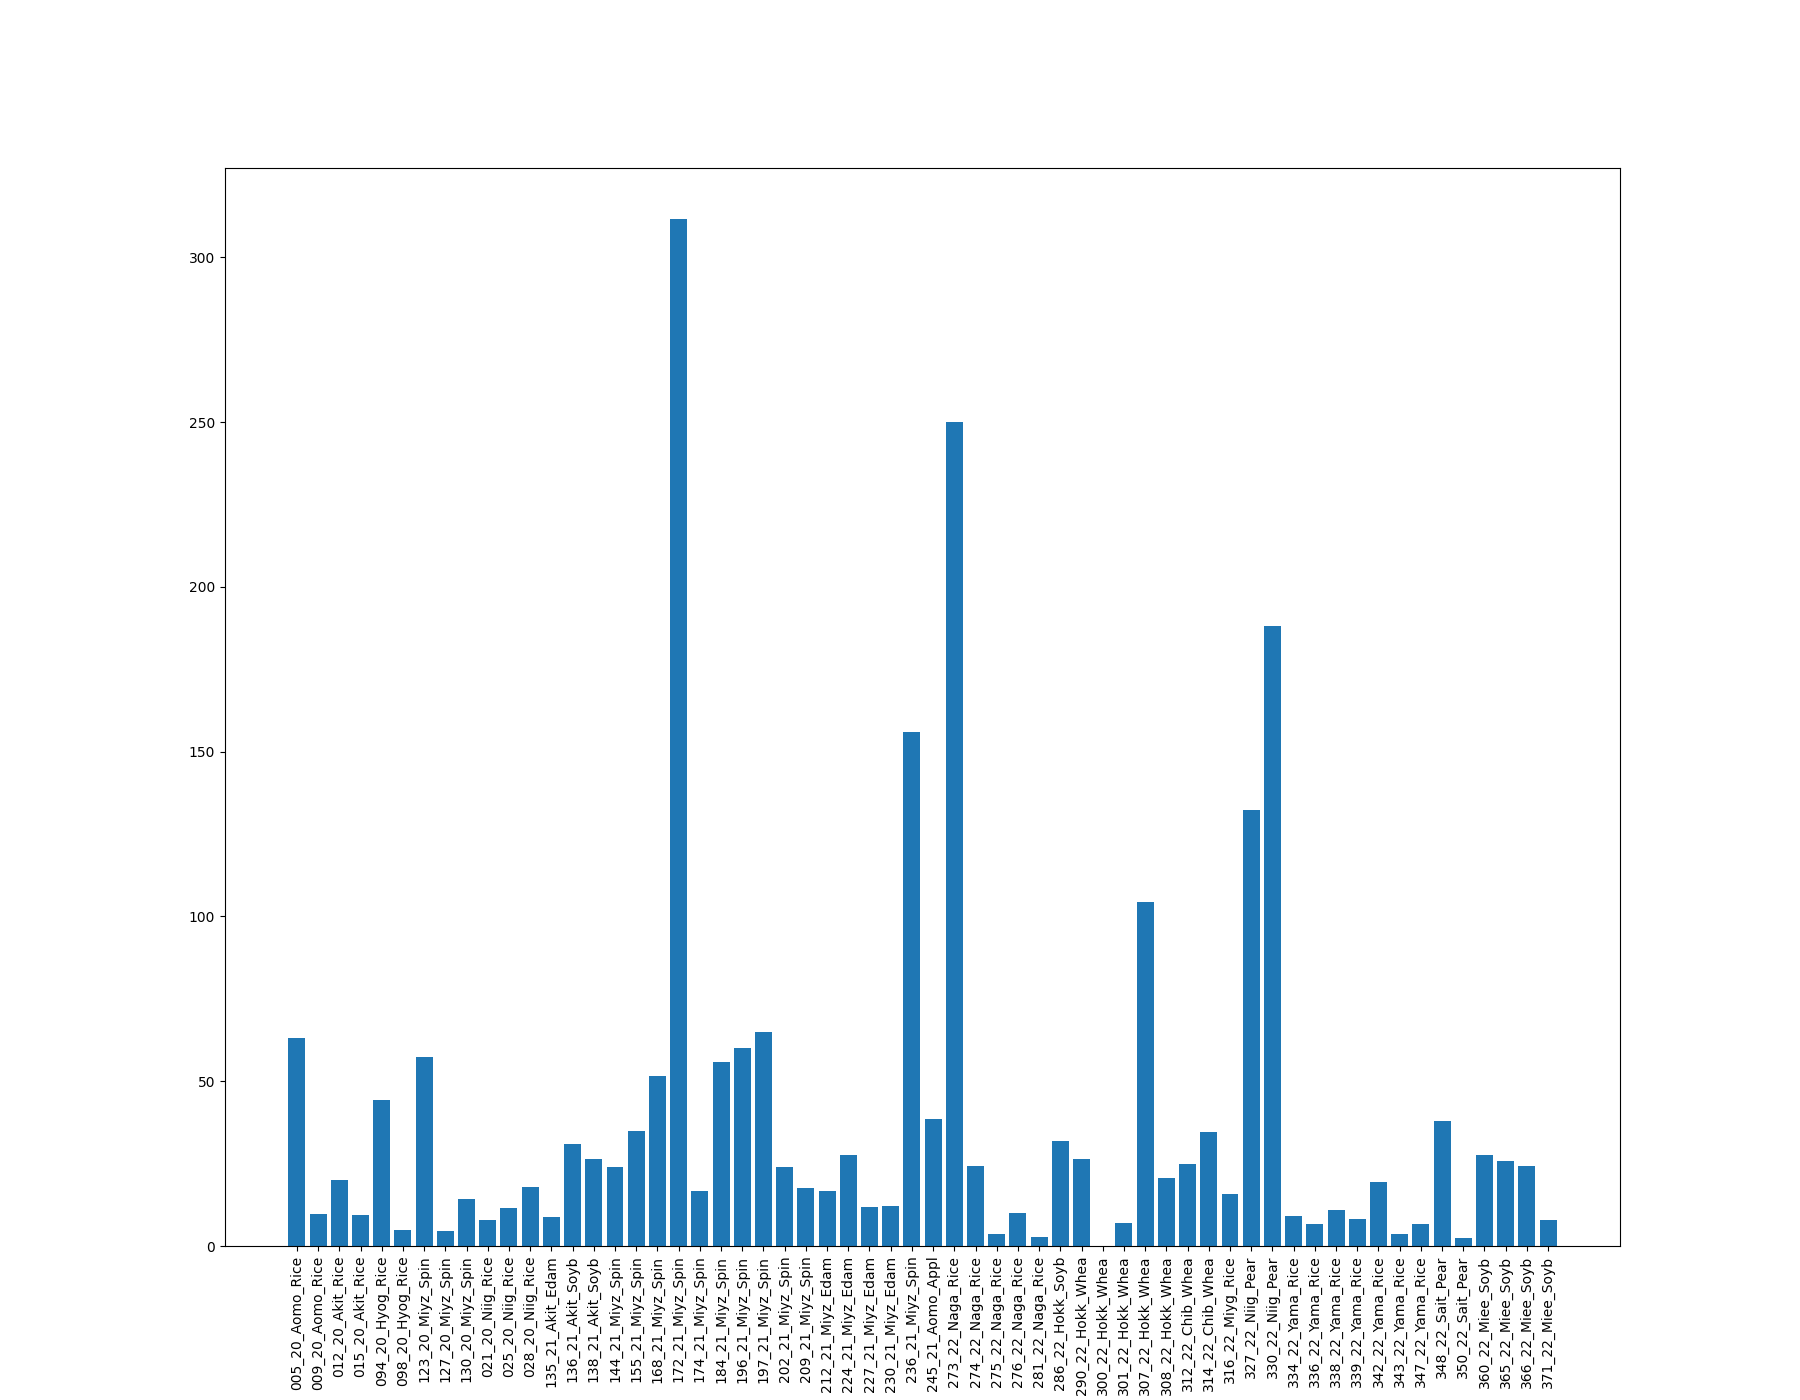 300
250
200
150
100
50
0
005_20_Aomo_Rice
009_20_Aomo_Rice
012_20_Akit_Rice
015_20_Akit_Rice
094_20_Hyog_Rice
098_20_Hyog_Rice
123_20_Miyz_Spin
127_20_Miyz_Spin
130_20_Miyz_Spin
021_20_Niig_Rice
025_20_Niig_Rice
028_20_Niig_Rice
135_21_Akit_Edam
136_21_Akit_Soyb
138_21_Akit_Soyb
144_21_Miyz_Spin
155_21_Miyz_Spin
168_21_Miyz_Spin
172_21_Miyz_Spin
174_21_Miyz_Spin
184_21_Miyz_Spin
196_21_Miyz_Spin
197_21_Miyz_Spin
202_21_Miyz_Spin
209_21_Miyz_Spin
212_21_Miyz_Edam
224_21_Miyz_Edam
227_21_Miyz_Edam
230_21_Miyz_Edam
236_21_Miyz_Spin
245_21_Aomo_Appl
273_22_Naga_Rice
274_22_Naga_Rice
275_22_Naga_Rice
276_22_Naga_Rice
281_22_Naga_Rice
286_22_Hokk_Soyb
290_22_Hokk_Whea
300_22_Hokk_Whea
301_22_Hokk_Whea
307_22_Hokk_Whea
308_22_Hokk_Whea
312_22_Chib_Whea
314_22_Chib_Whea
316_22_Miyg_Rice
327_22_Niig_Pear
330_22_Niig_Pear
334_22_Yama_Rice
336_22_Yama_Rice
338_22_Yama_Rice
339_22_Yama_Rice
342_22_Yama_Rice
343_22_Yama_Rice
347_22_Yama_Rice
348_22_Sait_Pear
350_22_Sait_Pear
360_22_Miee_Soyb
365_22_Miee_Soyb
366_22_Miee_Soyb
371_22_Miee_Soyb